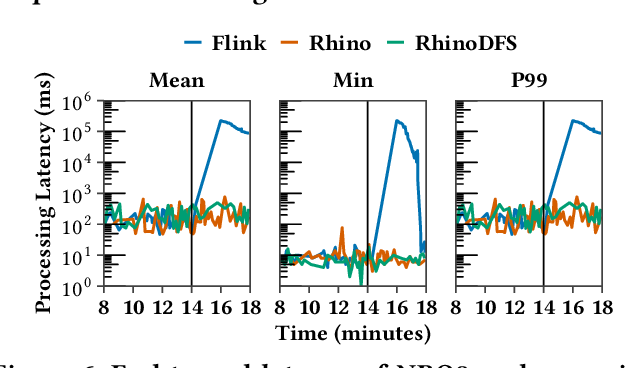 Flink Rhino RhinoDFS
Mean Min P99
Processing Latency (ms)
10^6
10^5
10^4
10^3
10^2
10^1
10^0
8 10 12 14 16 18 8 10 12 14 16 18 8 10 12 14 16 18
Time (minutes)